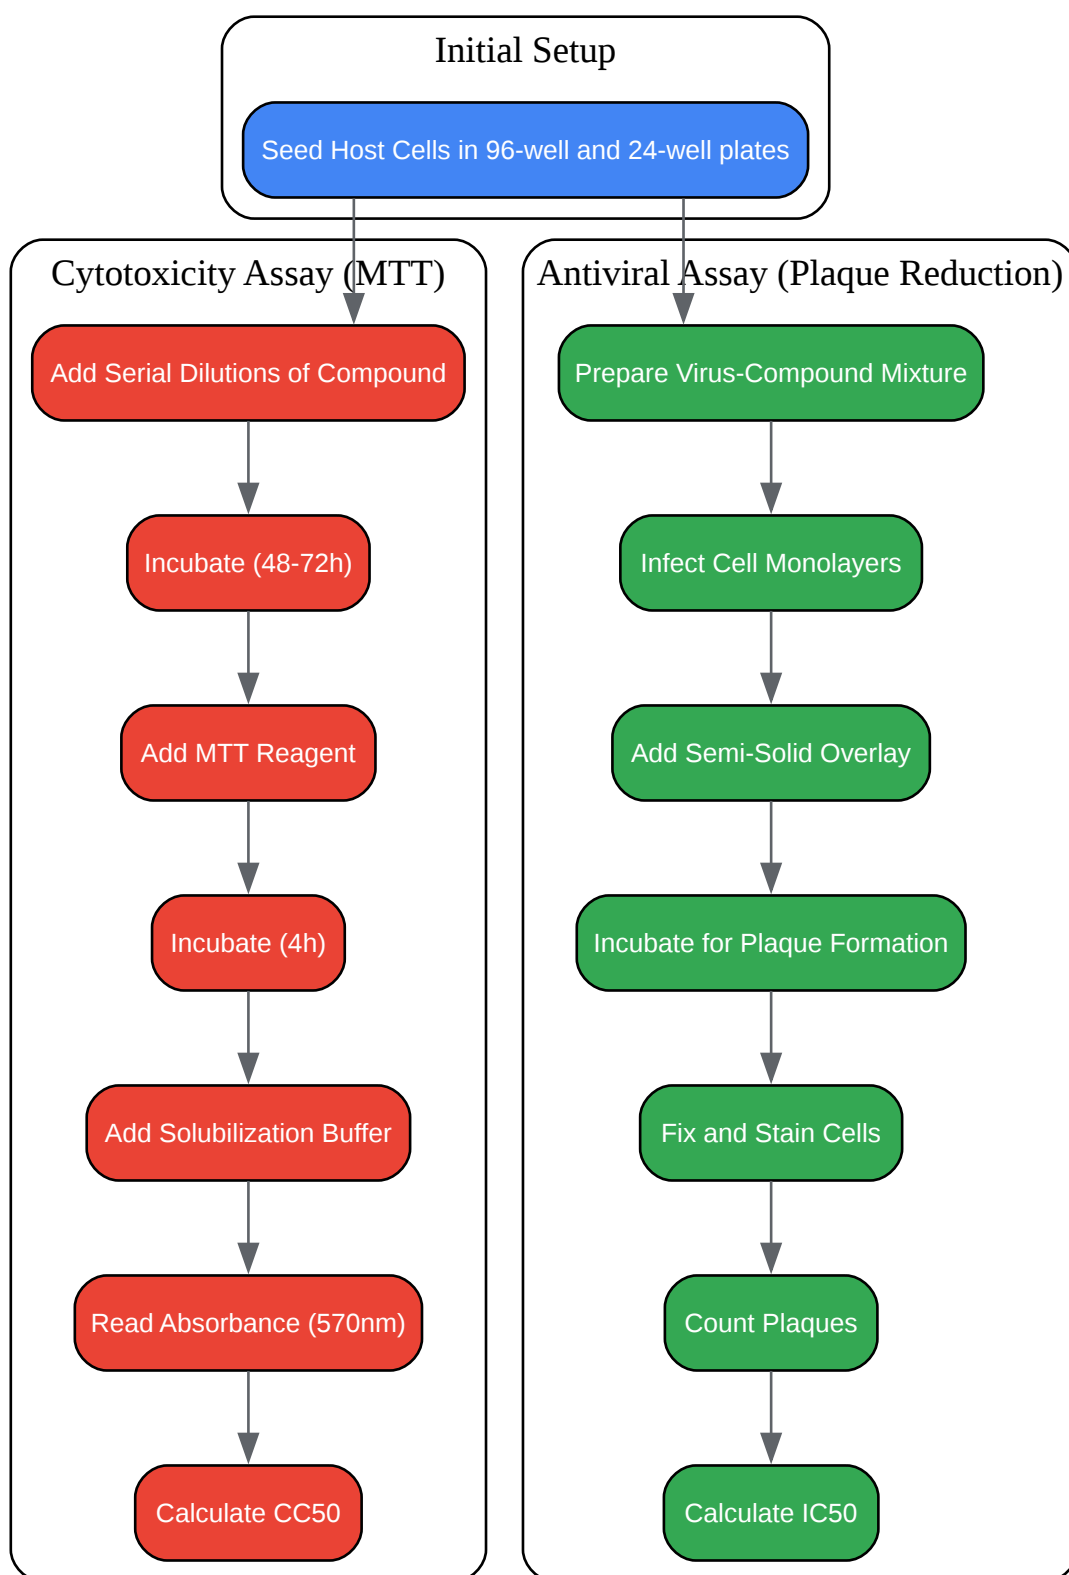 Initial Setup
Seed Host Cells in 96-well and 24-well plates
Cytotoxicity Assay (MTT)
Add Serial Dilutions of Compound
Incubate (48-72h)
Add MTT Reagent
Incubate (4h)
Add Solubilization Buffer
Read Absorbance (570nm)
Calculate CC50
Antiviral Assay (Plaque Reduction)
Prepare Virus-Compound Mixture
Infect Cell Monolayers
Add Semi-Solid Overlay
Incubate for Plaque Formation
Fix and Stain Cells
Count Plaques
Calculate IC50